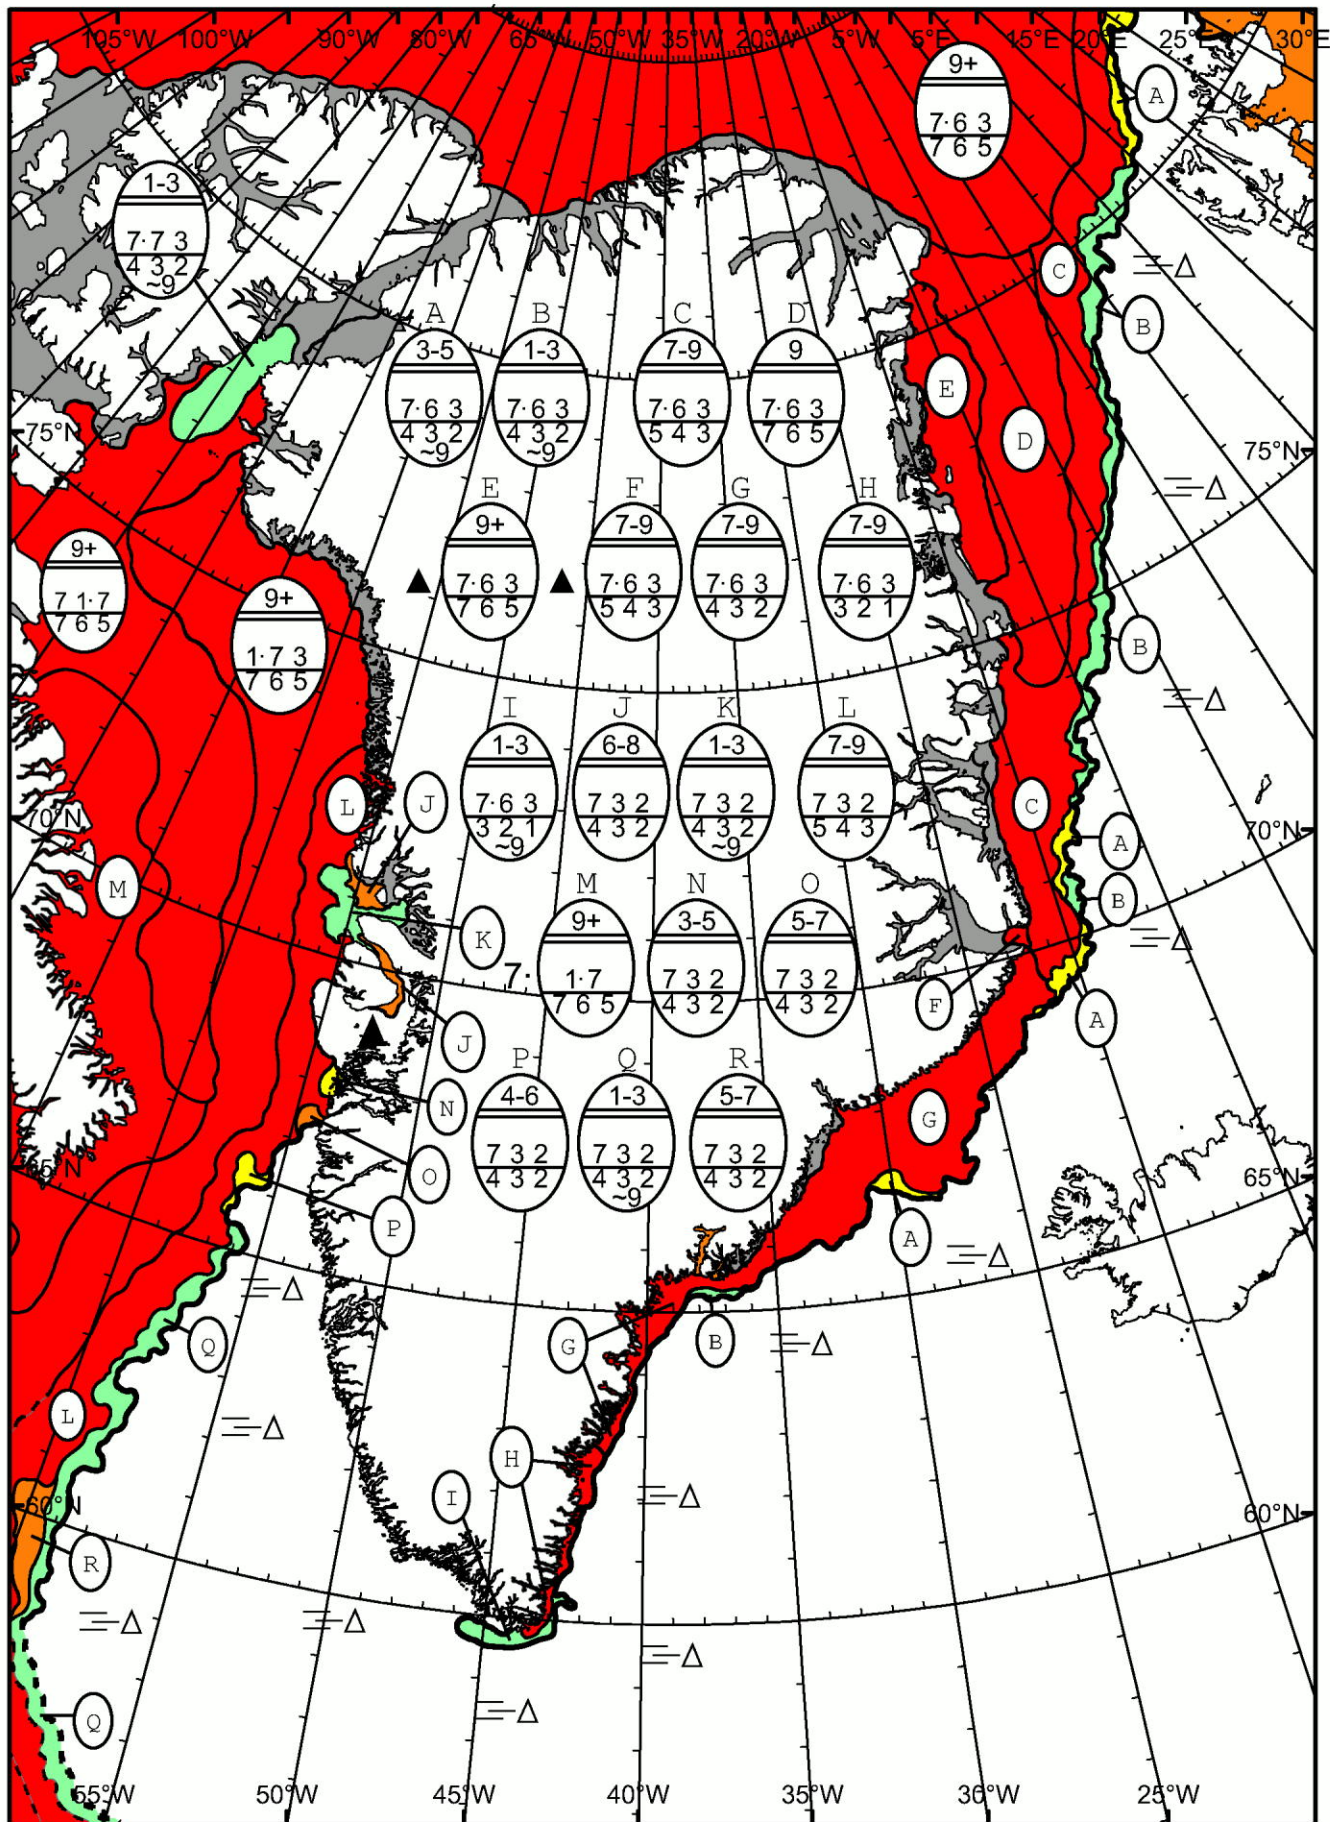 105°W 100°W 90°W 80°W 65°W 50°W 35°W 20°W 5°W 5°E 15°E 20°E 25°E 30°E
9+
7·6 3
7 6 5
A
1-3
7·7 3
4 3 2
~9
C
B
A B C D
3-5 1-3 7-9 9
7·6 3 7·6 3 7·6 3 7·6 3
4 3 2 4 3 2 5 4 3 7 6 5
~9 ~9
E
D
75°N 75°N
E F G H
9+ 7-9 7-9 7-9
7·6 3 7·6 3 7·6 3 7·6 3
7 6 5 5 4 3 4 3 2 3 2 1
9+
7 1·7
7 6 5
9+
1·7 3
7 6 5
B
I J K L
1-3 6-8 1-3 7-9
7·6 3 7 3 2 7 3 2 7 3 2
3 2 1 4 3 2 4 3 2 5 4 3
~9 ~9
L J C
70°N 70°N
A
M B
K
M N O
9+ 3-5 5-7
7· 1·7 7 3 2 7 3 2
7 6 5 4 3 2 4 3 2
F A
J
N
G
P Q R
4-6 1-3 5-7
7 3 2 7 3 2 7 3 2
4 3 2 4 3 2 4 3 2
~9
65°N 65°N
O
P A
Q G B
L
H
I
60°N 60°N
R
Q
55°W 50°W 45°W 40°W 35°W 30°W 25°W